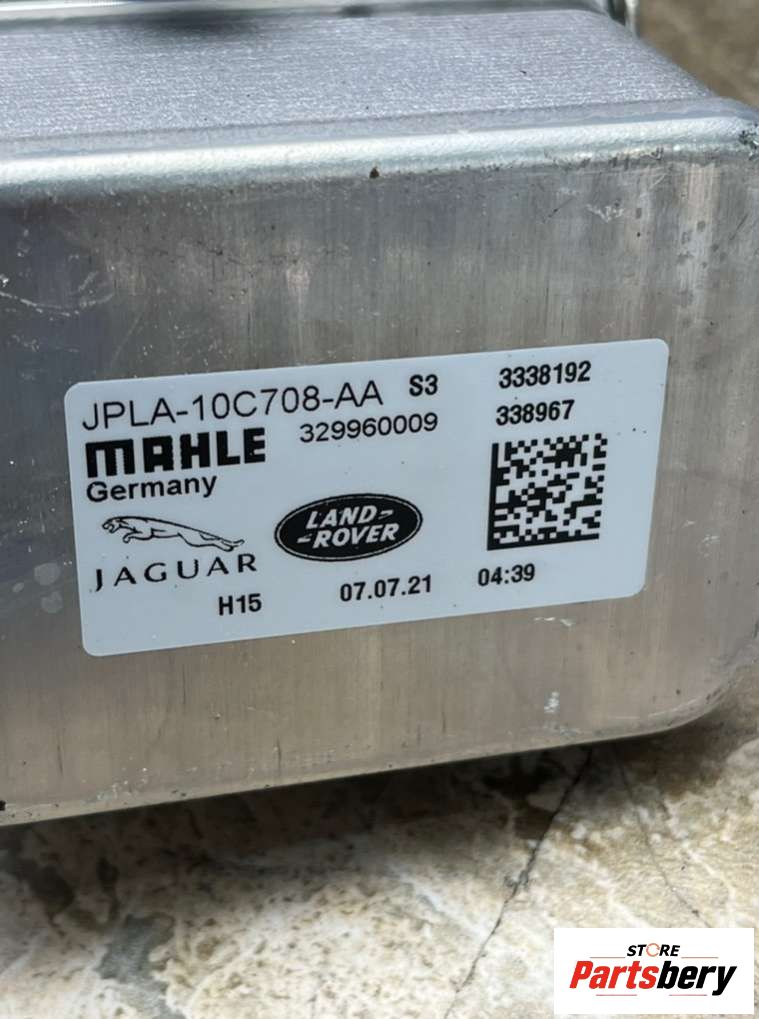 JPLA-10C708-AA S3 3338192
MAHLE 329960009 338967
Germany
JAGUAR LAND-
-ROVER
H15 07.07.21 04:39
STORE
Partsbery